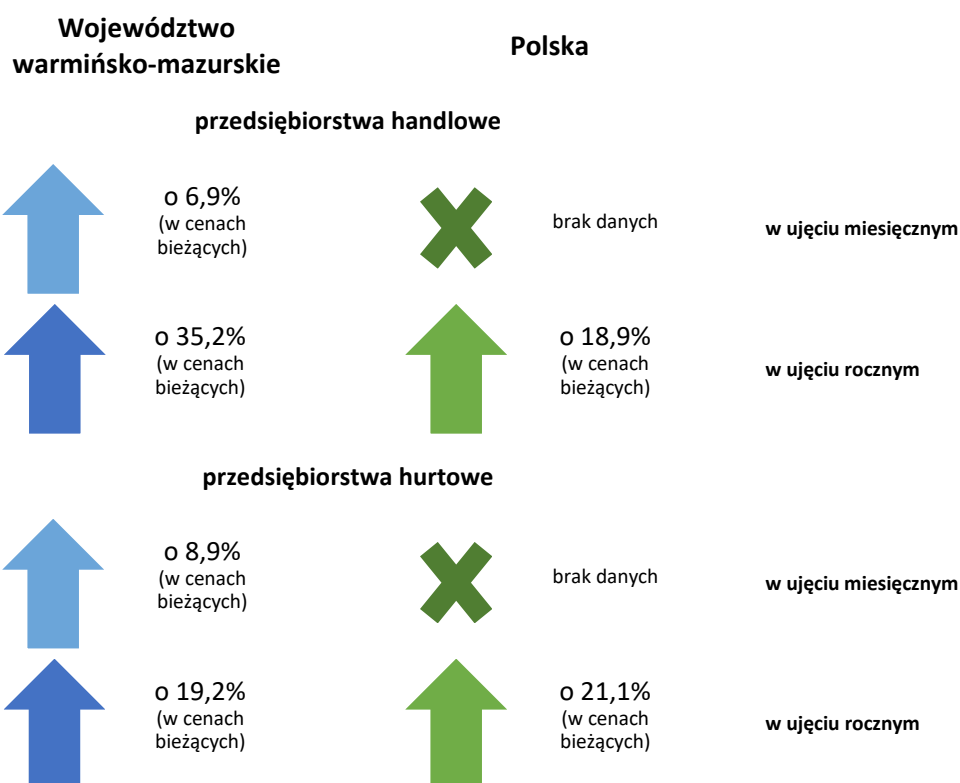 Województwo
warmińsko-mazurskie
Polska
przedsiębiorstwa handlowe
o 6,9%
(w cenach
bieżących)
brak danych
w ujęciu miesięcznym
o 35,2%
(w cenach
bieżących)
o 18,9%
(w cenach
bieżących)
w ujęciu rocznym
przedsiębiorstwa hurtowe
o 8,9%
(w cenach
bieżących)
brak danych
w ujęciu miesięcznym
o 19,2%
(w cenach
bieżących)
o 21,1%
(w cenach
bieżących)
w ujęciu rocznym